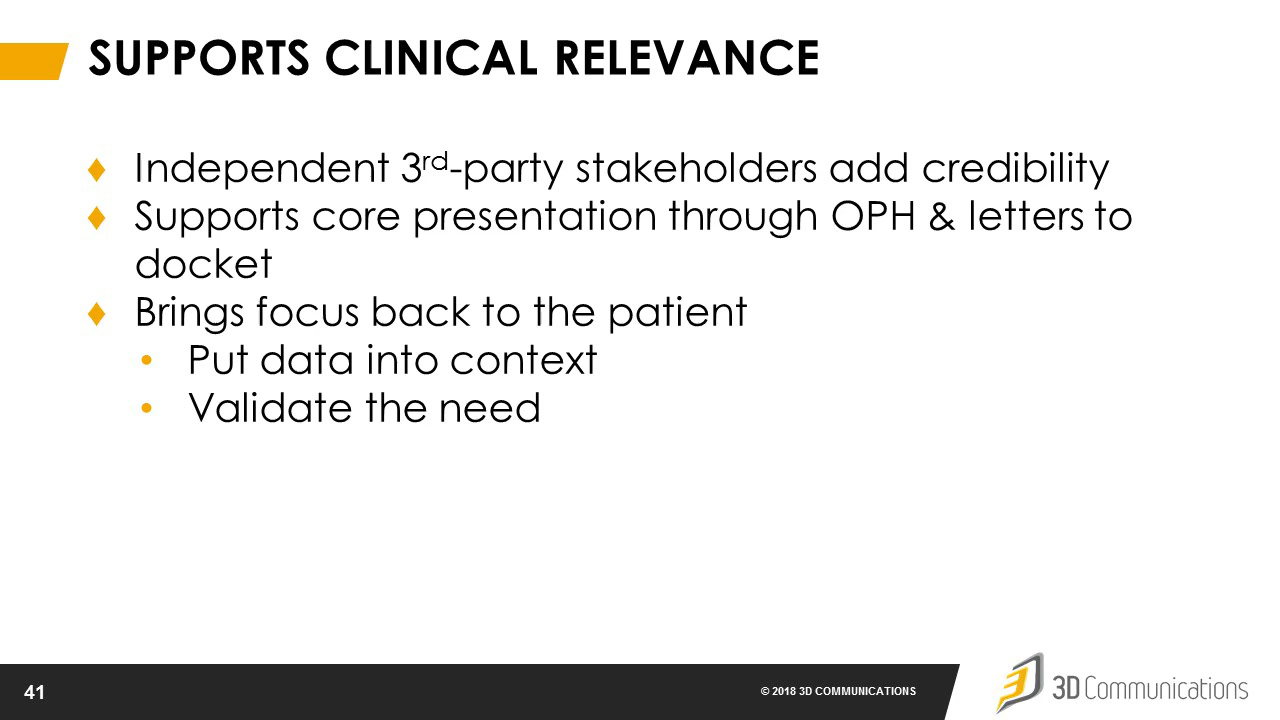 SUPPORTS CLINICAL RELEVANCE
♦ Independent 3rd-party stakeholders add credibility
♦ Supports core presentation through OPH & letters to
docket
♦ Brings focus back to the patient
• Put data into context
• Validate the need
41
© 2018 3D COMMUNICATIONS
3D Communications